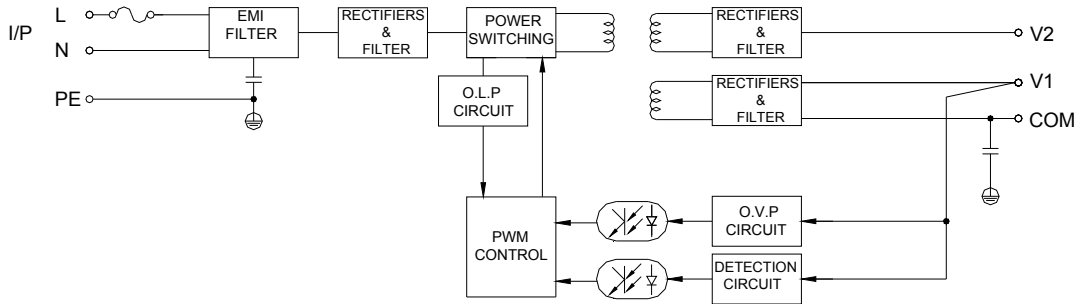 I/P
L
N
PE
EMI
FILTER
RECTIFIERS
&
FILTER
POWER
SWITCHING
O.L.P
CIRCUIT
PWM
CONTROL
RECTIFIERS
&
FILTER
RECTIFIERS
&
FILTER
V2
V1
COM
O.V.P
CIRCUIT
DETECTION
CIRCUIT